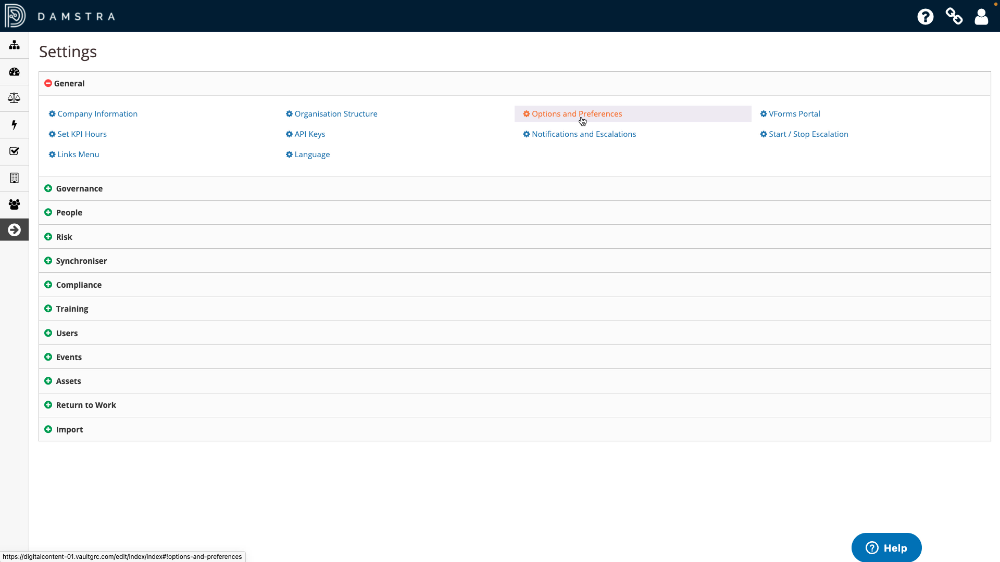 DAMSTRA
Settings
General
Company Information
Organisation Structure
Options and Preferences
VForms Portal
Set KPI Hours
API Keys
Notifications and Escalations
Start / Stop Escalation
Links Menu
Language
Governance
People
Risk
Synchroniser
Compliance
Training
Users
Events
Assets
Return to Work
Import
Help
https://digitalcontent-01.vaultgrc.com/edit/index/index#!options-and-preferences